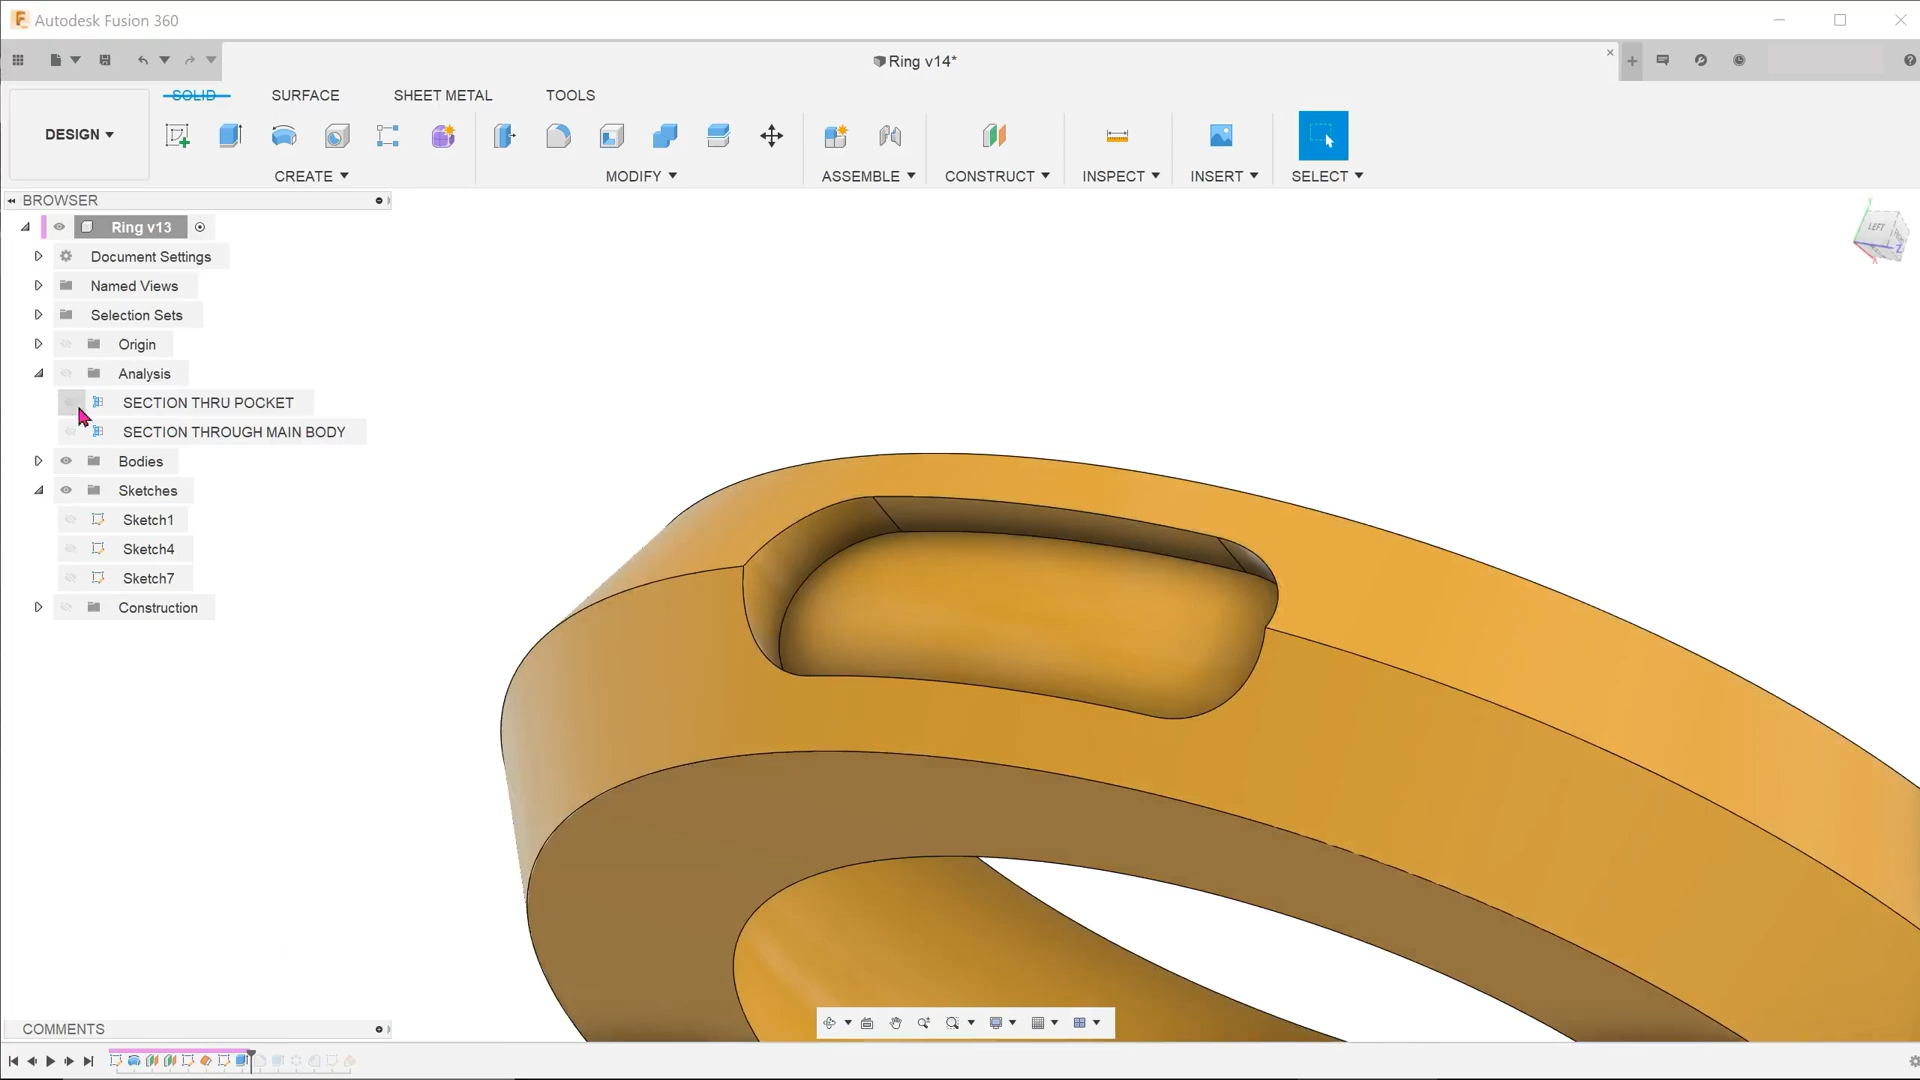 Autodesk Fusion 360
Ring v14*
SOLID SURFACE SHEET METAL TOOLS
DESIGN
CREATE MODIFY ASSEMBLE CONSTRUCT INSPECT INSERT SELECT
BROWSER
Ring v13
Document Settings
Named Views
Selection Sets
Origin
Analysis
SECTION THRU POCKET
SECTION THROUGH MAIN BODY
Bodies
Sketches
Sketch1
Sketch4
Sketch7
Construction
LEFT
COMMENTS